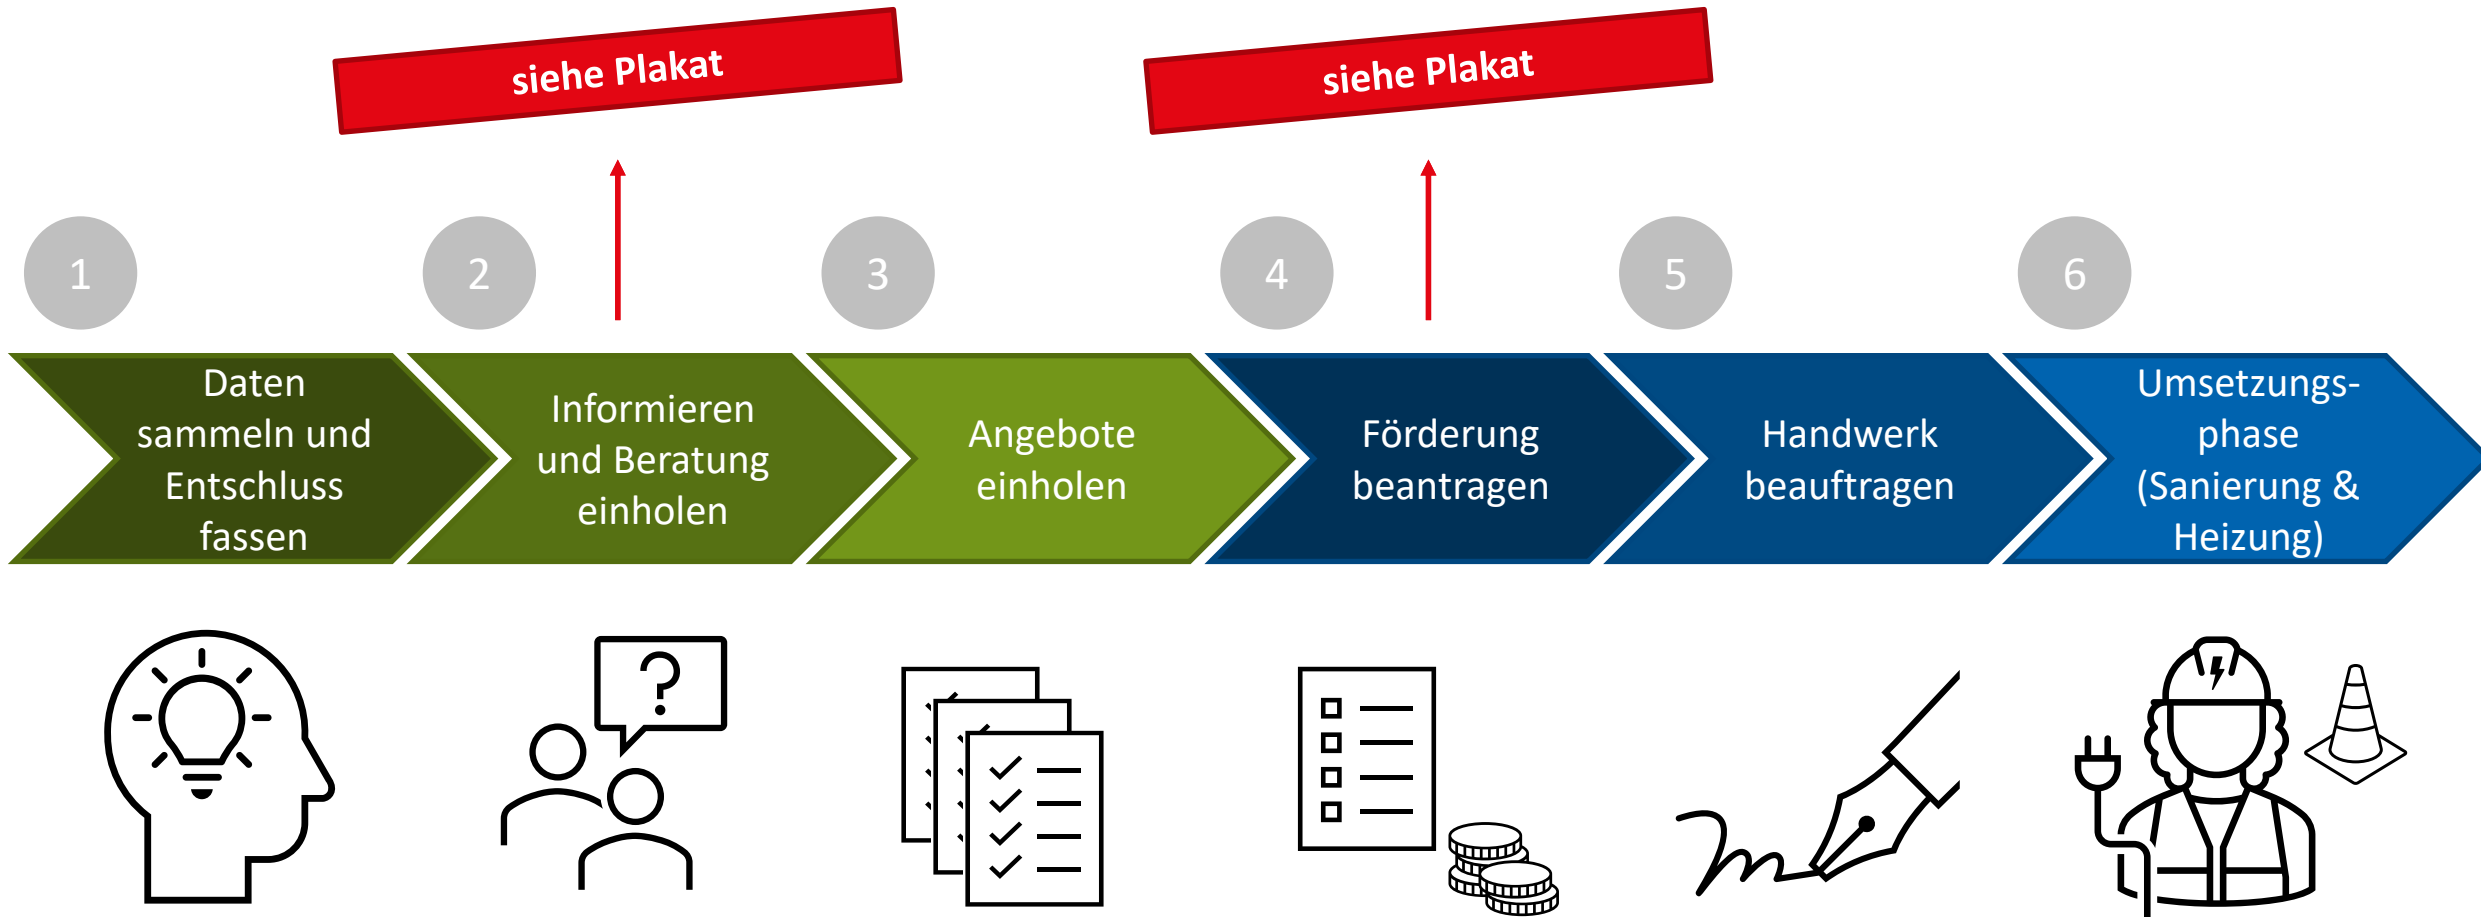 siehe Plakat
siehe Plakat
1
2
3
4
5
6
Daten
sammeln und
Entschluss
fassen
Informieren
und Beratung
einholen
Angebote
einholen
Förderung
beantragen
Handwerk
beauftragen
Umsetzungs-
phase
(Sanierung &
Heizung)
?